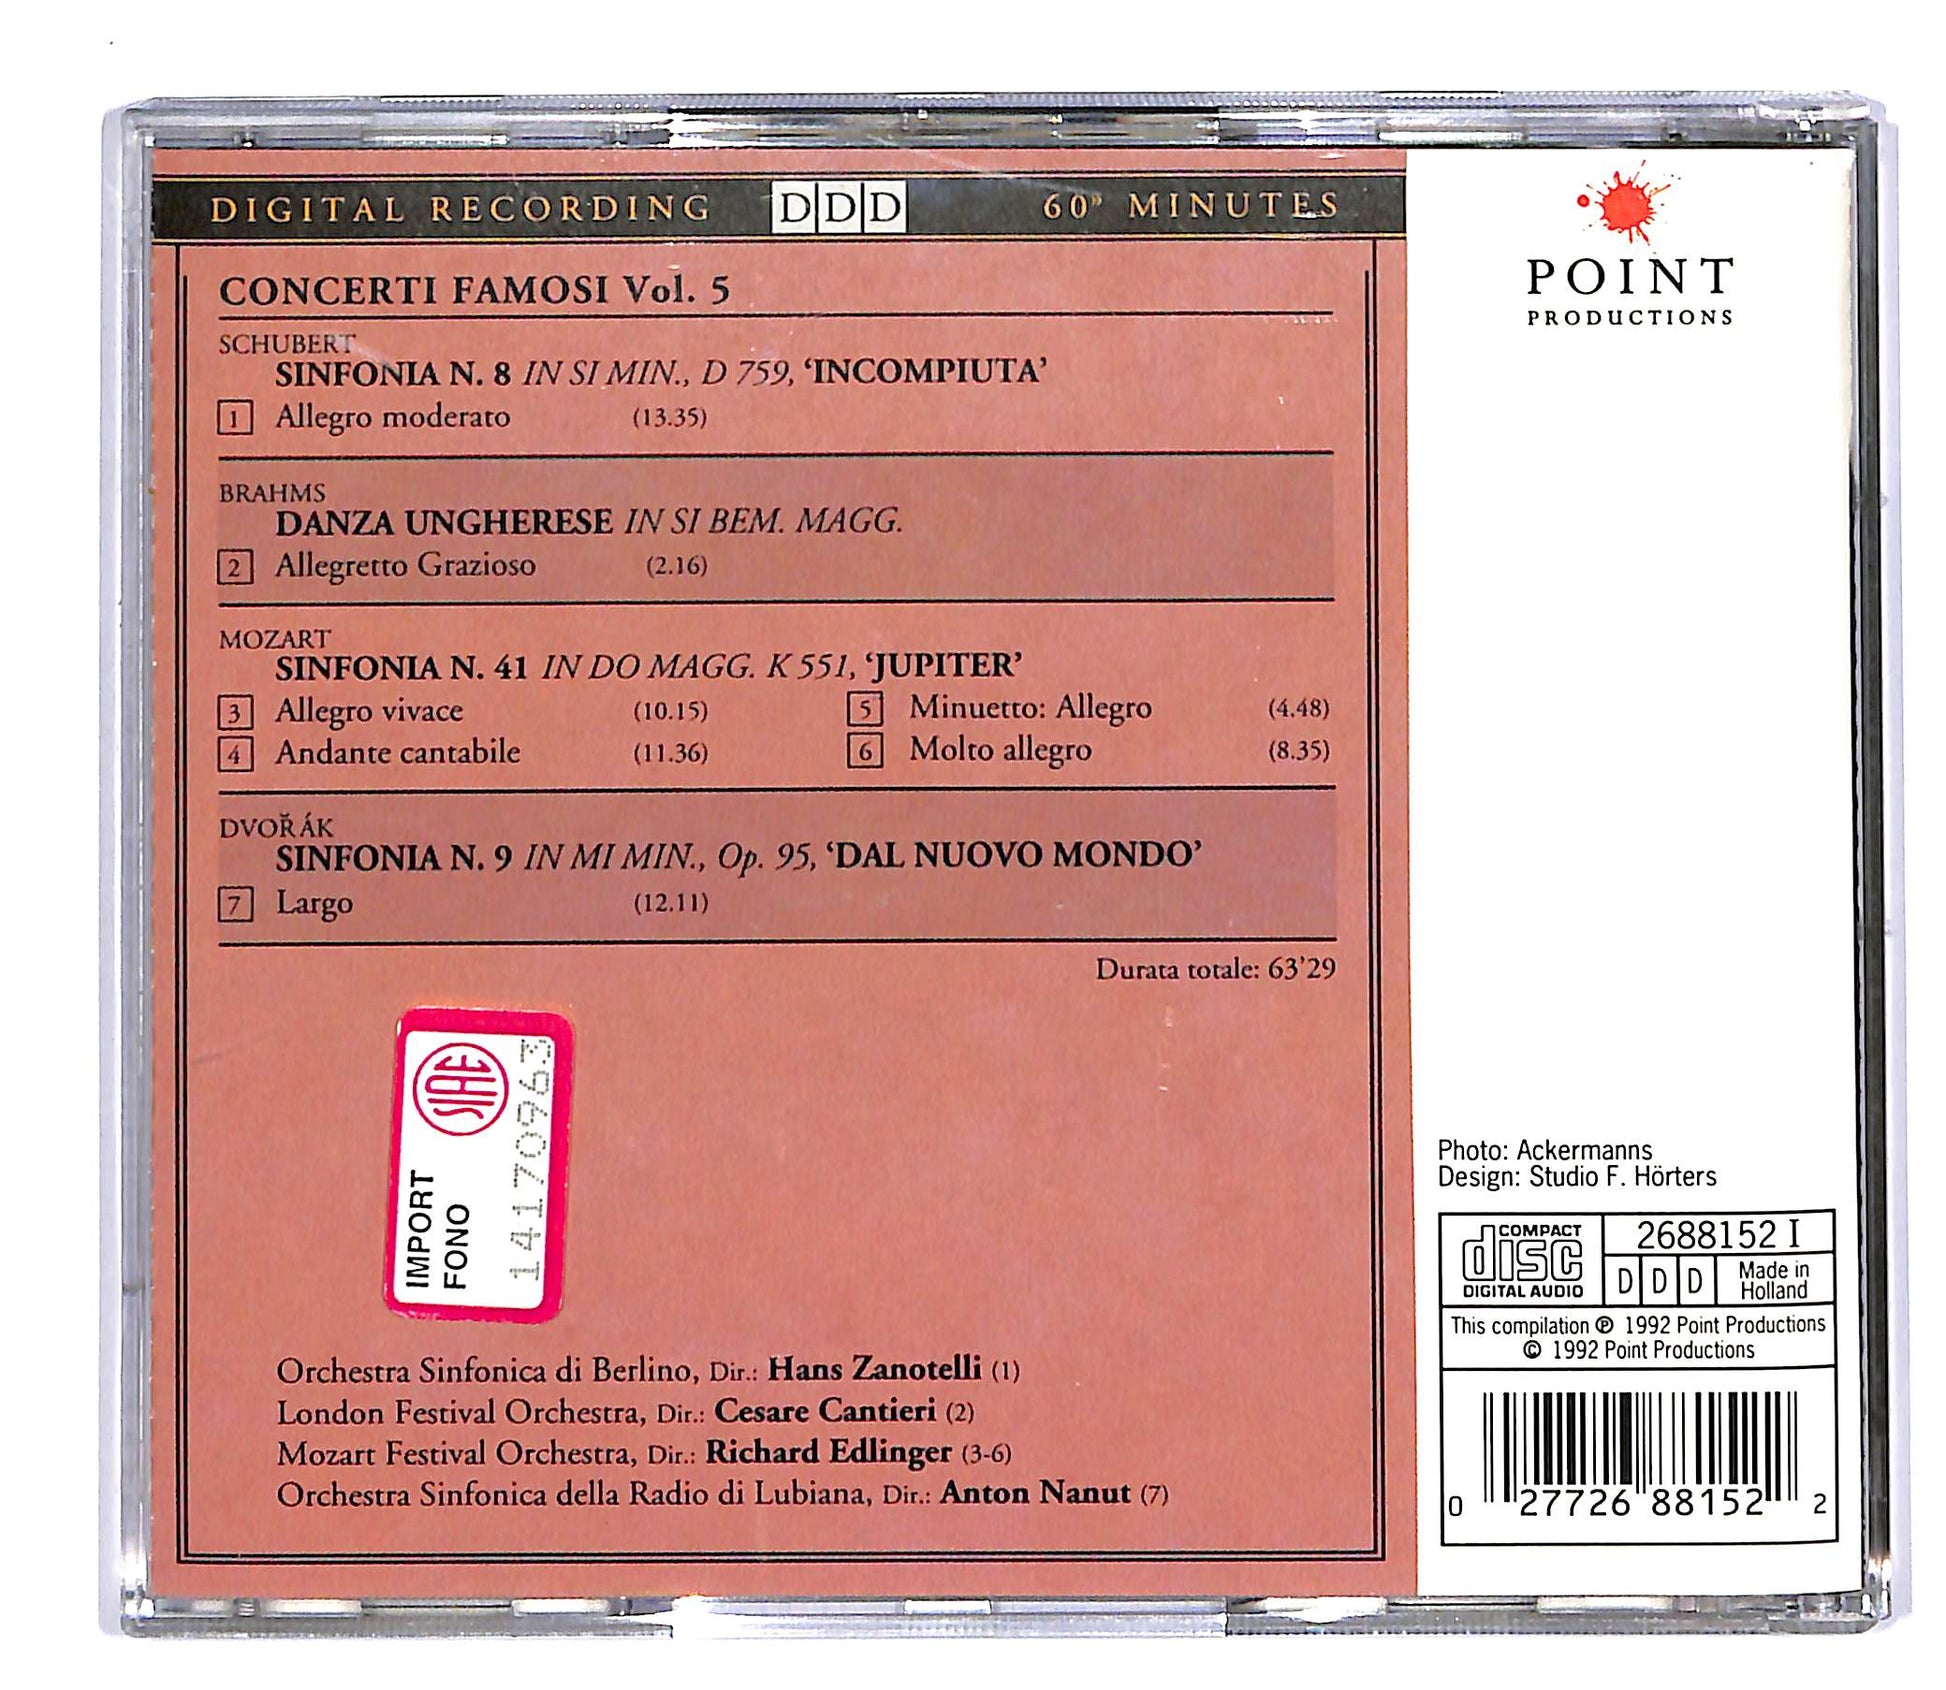 DIGITAL RECORDING DDD 60" MINUTES
CONCERTI FAMOSI Vol. 5
SCHUBERT
SINFONIA N. 8 IN SI MIN., D 759, ‘INCOMPIUTA’
1 Allegro moderato (13.35)
BRAHMS
DANZA UNGHERESE IN SI BEM. MAGG.
2 Allegretto Grazioso (2.16)
MOZART
SINFONIA N. 41 IN DO MAGG. K 551, ‘JUPITER’
3 Allegro vivace (10.15) 5 Minuetto: Allegro (4.48)
4 Andante cantabile (11.36) 6 Molto allegro (8.35)
DVOŘÁK
SINFONIA N. 9 IN MI MIN., Op. 95, ‘DAL NUOVO MONDO’
7 Largo (12.11)
Durata totale: 63’29
SIAE
IMPORT
FONO
141709963
Orchestra Sinfonica di Berlino, Dir.: Hans Zanotelli (1)
London Festival Orchestra, Dir.: Cesare Cantieri (2)
Mozart Festival Orchestra, Dir.: Richard Edlinger (3-6)
Orchestra Sinfonica della Radio di Lubiana, Dir.: Anton Nanut (7)
POINT
PRODUCTIONS
Photo: Ackermanns
Design: Studio F. Hörters
COMPACT
disc
DIGITAL AUDIO
2688152 I
D D D
Made in
Holland
This compilation ℗ 1992 Point Productions
© 1992 Point Productions
0 27726 88152 2